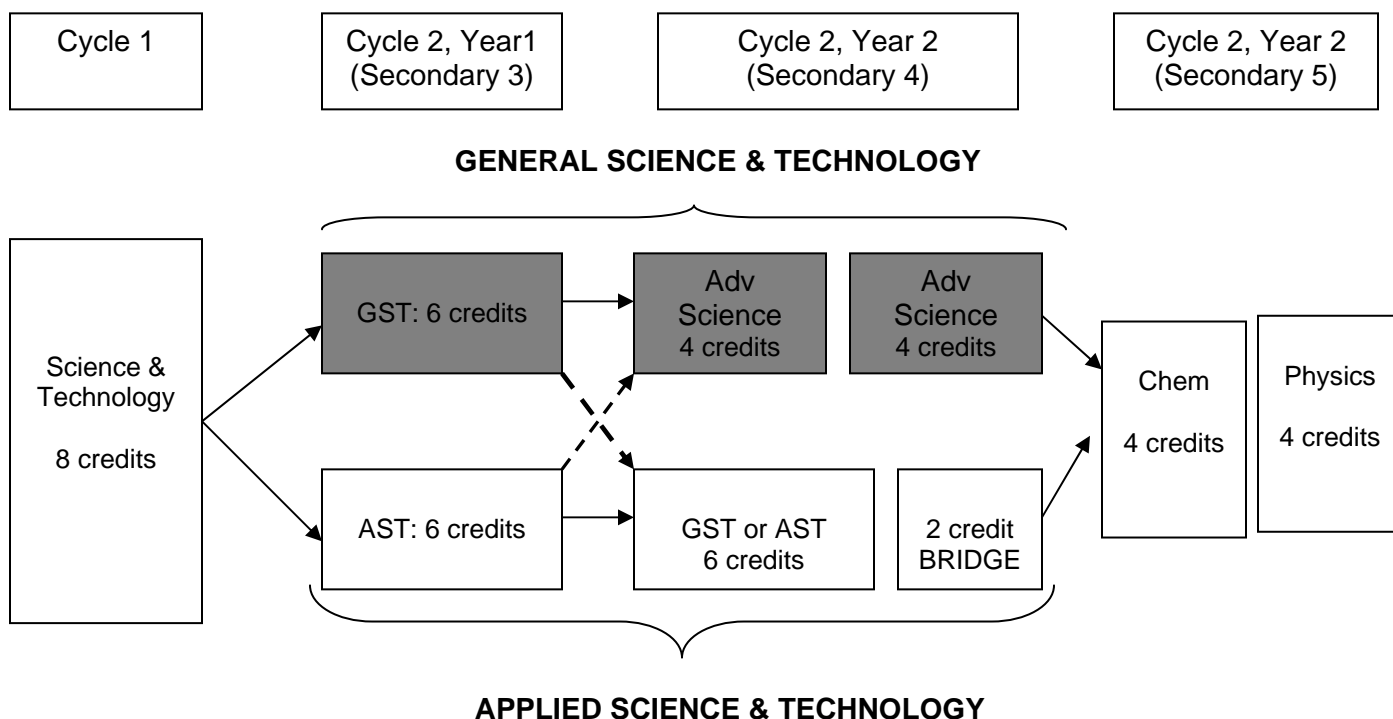 Cycle 1
Cycle 2, Year1
(Secondary 3)
Cycle 2, Year 2
(Secondary 4)
Cycle 2, Year 2
(Secondary 5)
GENERAL SCIENCE & TECHNOLOGY
Science &
Technology
8 credits
GST: 6 credits
Adv
Science
4 credits
Adv
Science
4 credits
Chem
4 credits
Physics
4 credits
AST: 6 credits
GST or AST
6 credits
2 credit
BRIDGE
APPLIED SCIENCE & TECHNOLOGY